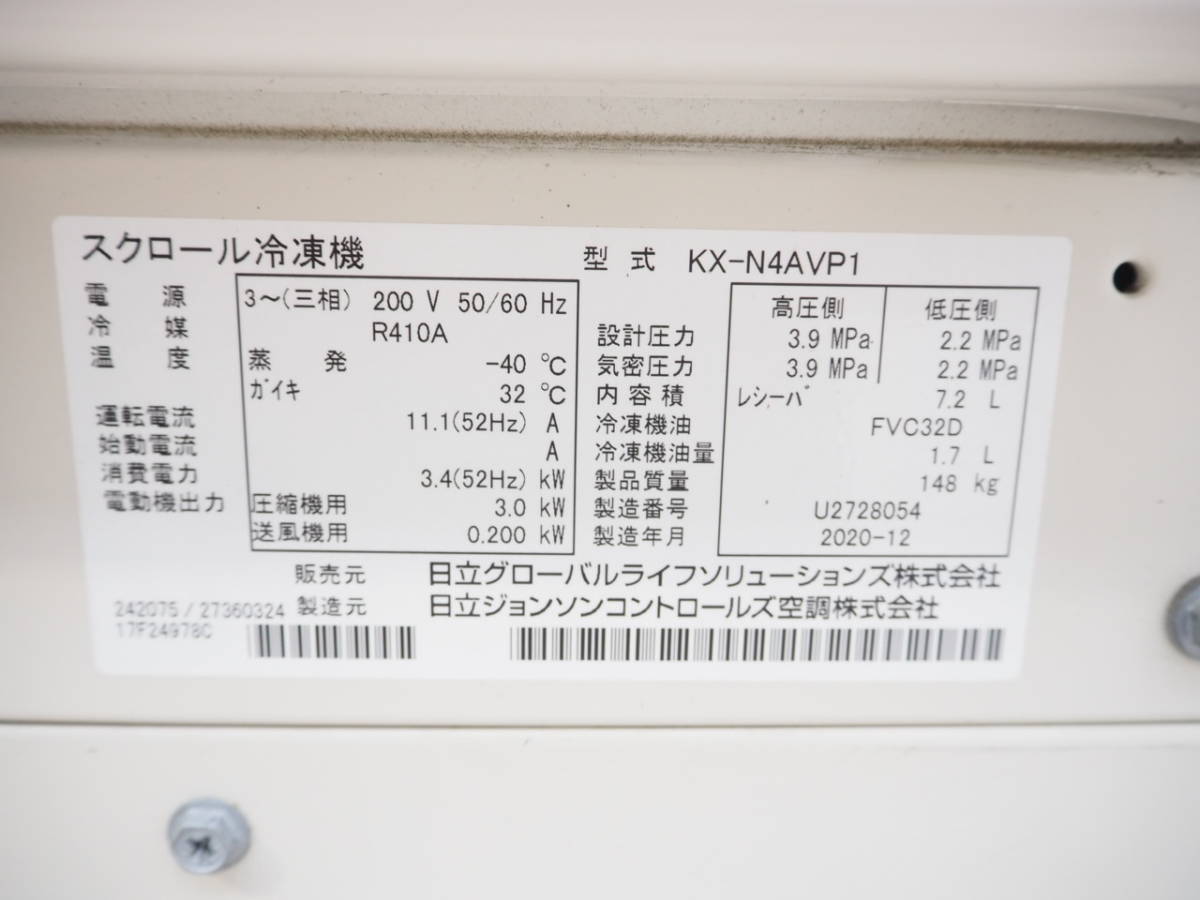 スクロール冷凍機 型式 KX-N4AVP1
電源 3～(三相) 200 V 50/60 Hz
冷媒 R410A
温度 蒸発 -40 ℃
ガイキ 32 ℃
運転電流 11.1(52Hz) A
始動電流 A
消費電力 3.4(52Hz) kW
電動機出力 圧縮機用 3.0 kW
送風機用 0.200 kW
高圧側 低圧側
設計圧力 3.9 MPa 2.2 MPa
気密圧力 3.9 MPa 2.2 MPa
内容積 レシーバ 7.2 L
冷凍機油 FVC32D
冷凍機油量 1.7 L
製品質量 148 kg
製造番号 U2728054
製造年月 2020-12
販売元 日立グローバルライフソリューションズ株式会社
製造元 日立ジョンソンコントロールズ空調株式会社
242075/27360324
17F24978C